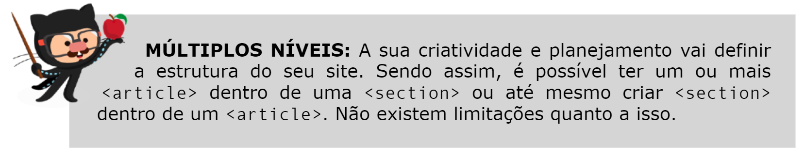 MÚLTIPLOS NÍVEIS: A sua criatividade e planejamento vai definir
a estrutura do seu site. Sendo assim, é possível ter um ou mais
<article> dentro de uma <section> ou até mesmo criar <section>
dentro de um <article>. Não existem limitações quanto a isso.